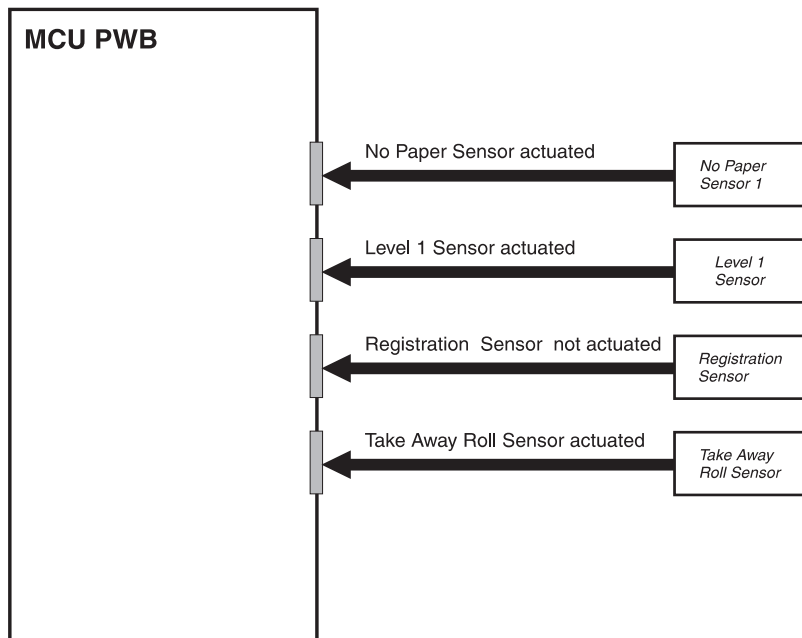 MCU PWB
No Paper Sensor actuated
No Paper
Sensor 1
Level 1 Sensor actuated
Level 1
Sensor
Registration Sensor not actuated
Registration
Sensor
Take Away Roll Sensor actuated
Take Away
Roll Sensor